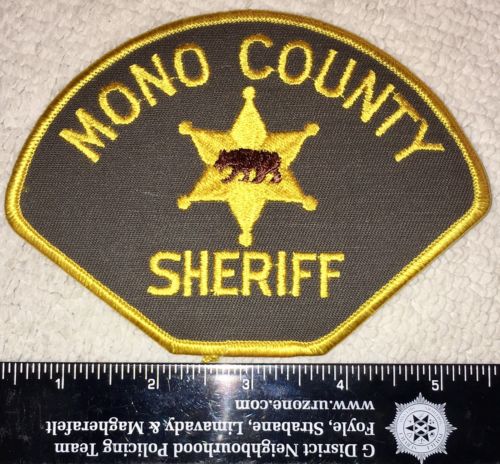 MONO COUNTY
SHERIFF
1 2 3 4 5
G District Neighbourhood Policing Team
Foyle, Strabane, Limavady & Magherafelt
www.urzone.com